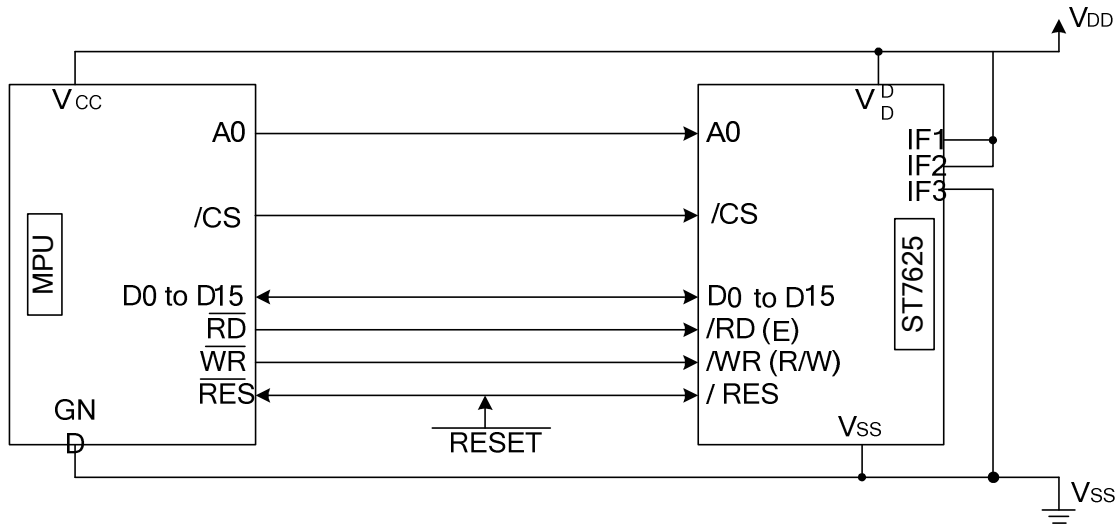 VDD
VCC
VDD
A0
A0
IF1
IF2
IF3
/CS
/CS
MPU
ST7625
D0 to D15
D0 to D15
RD
/RD (E)
WR
/WR (R/W)
RES
/ RES
GN
D
RESET
VSS
VSS